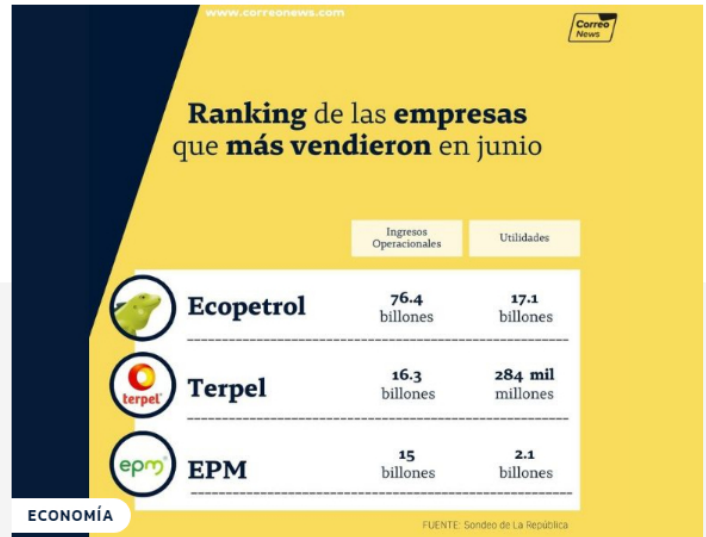 www.correonews.com
Correo
News
Ranking de las empresas
que más vendieron en junio
Ingresos
Operacionales
Utilidades
Ecopetrol
76.4
billones
17.1
billones
terpel
Terpel
16.3
billones
284 mil
millones
epm
EPM
15
billones
2.1
billones
ECONOMÍA
FUENTE: Sondeo de La República